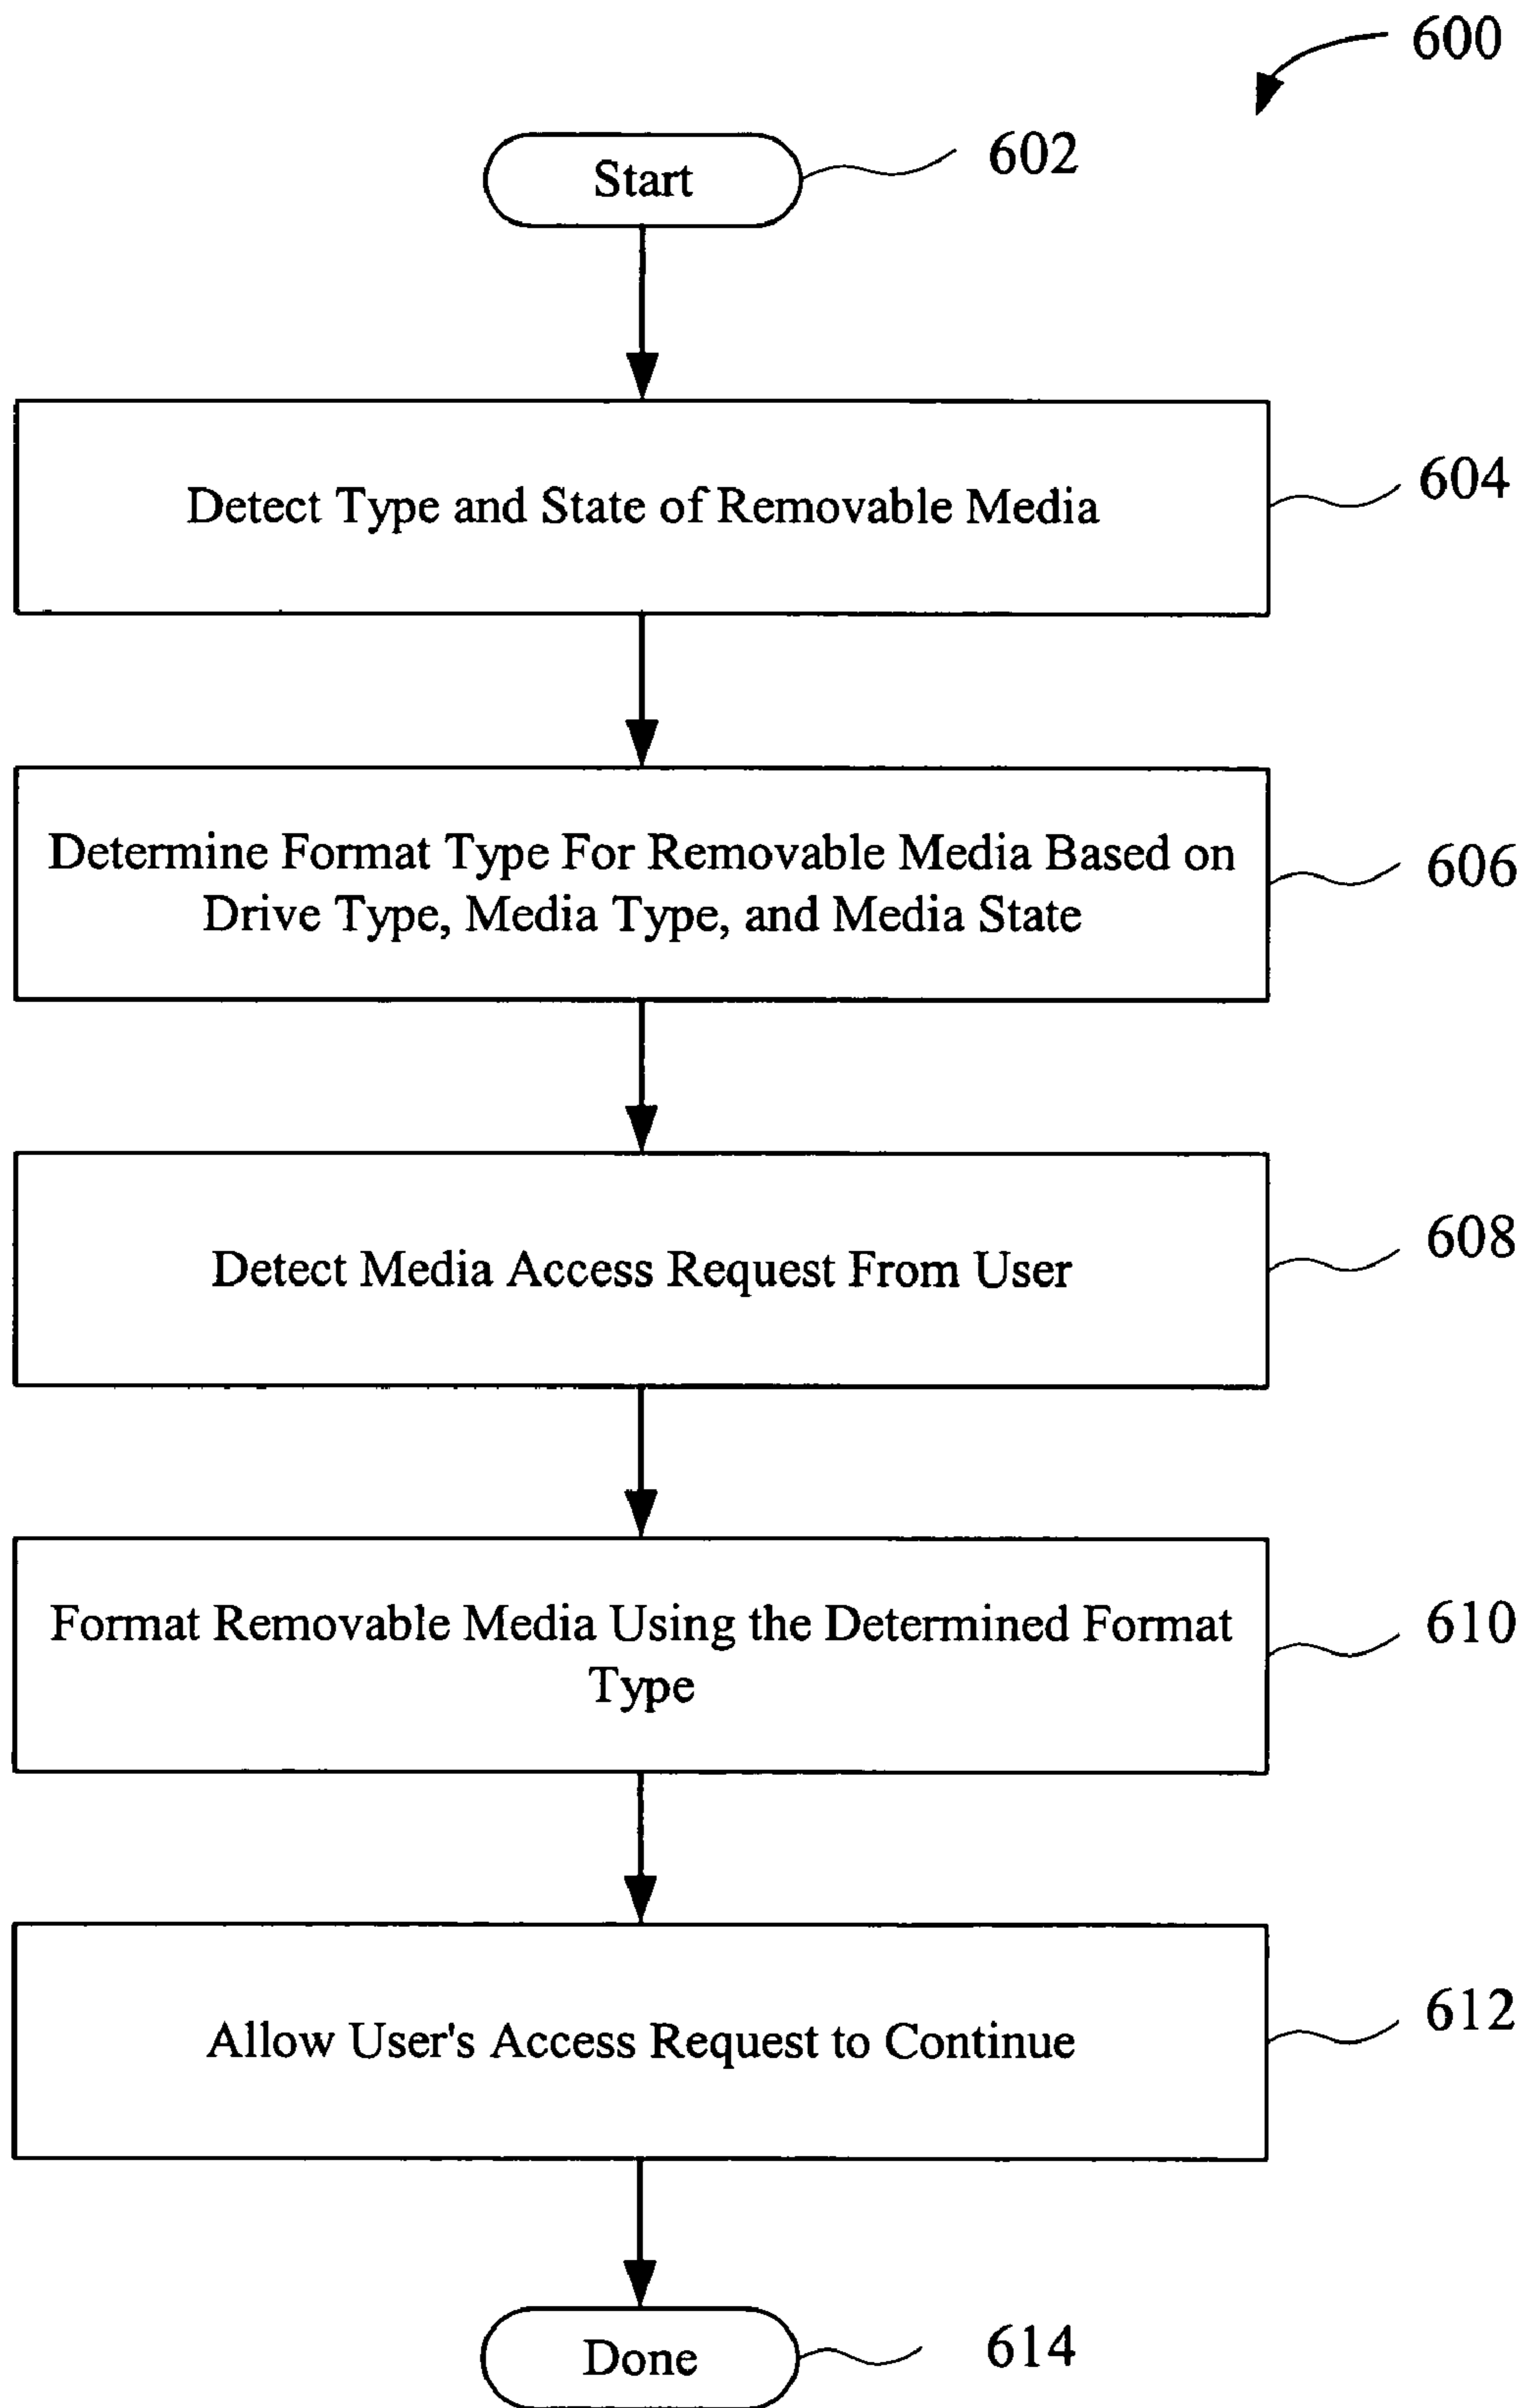 600
Start
602
Detect Type and State of Removable Media
604
Determine Format Type For Removable Media Based on
Drive Type, Media Type, and Media State
606
Detect Media Access Request From User
608
Format Removable Media Using the Determined Format
Type
610
Allow User's Access Request to Continue
612
Done
614